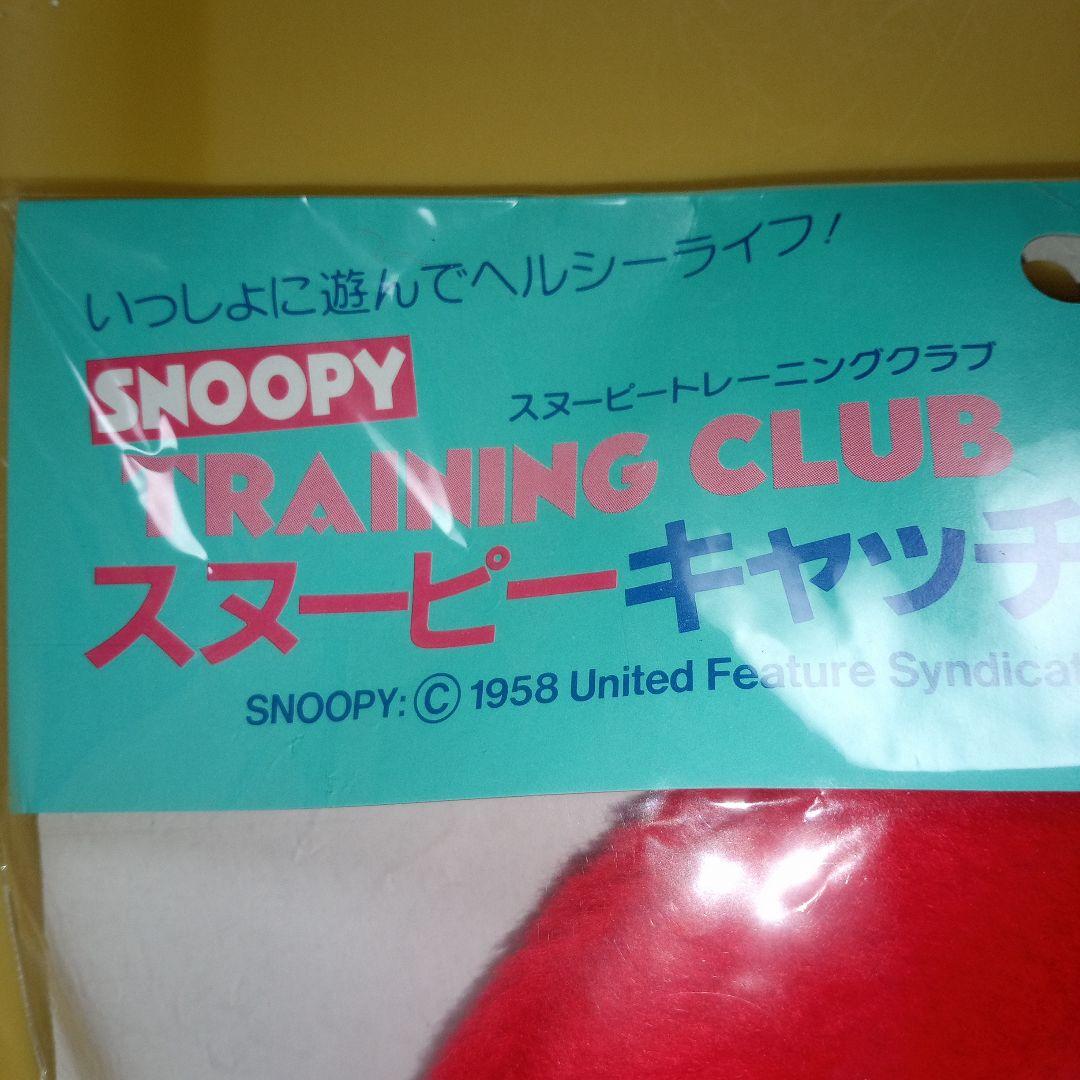 いっしょに遊んでヘルシーライフ!
SNOOPY
スヌーピートレーニングクラブ
TRAINING CLUB
スヌーピーキャッチ
SNOOPY: © 1958 United Feature